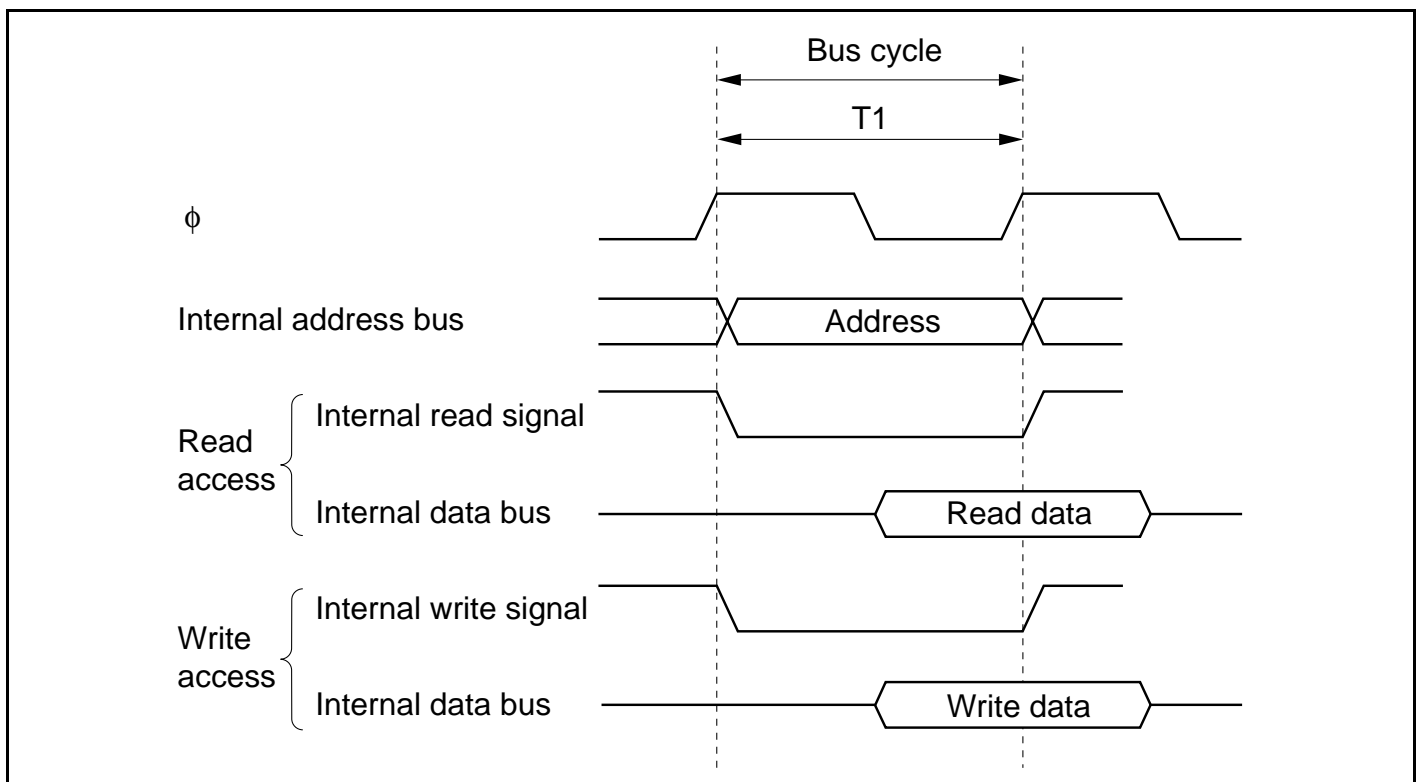 Bus cycle
T1
ϕ
Internal address bus
Address
Read
access
Internal read signal
Internal data bus
Read data
Write
access
Internal write signal
Internal data bus
Write data